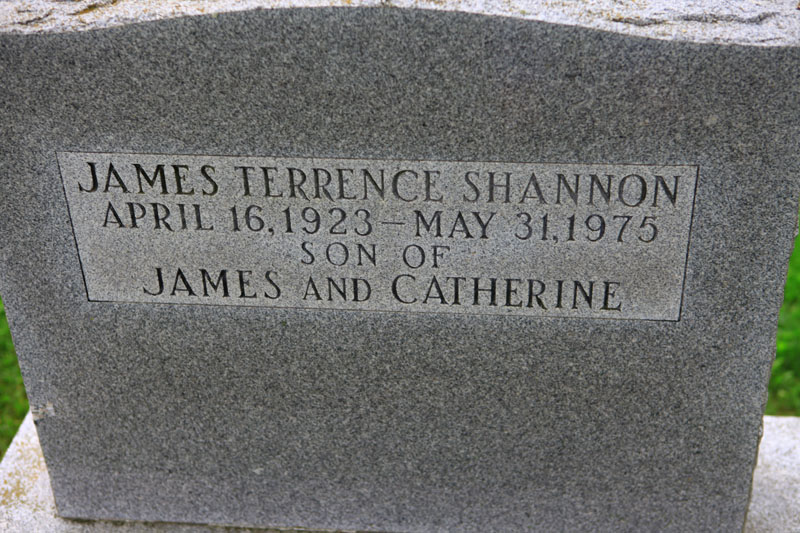 JAMES TERRENCE SHANNON
APRIL 16, 1923 — MAY 31, 1975
SON OF
JAMES AND CATHERINE